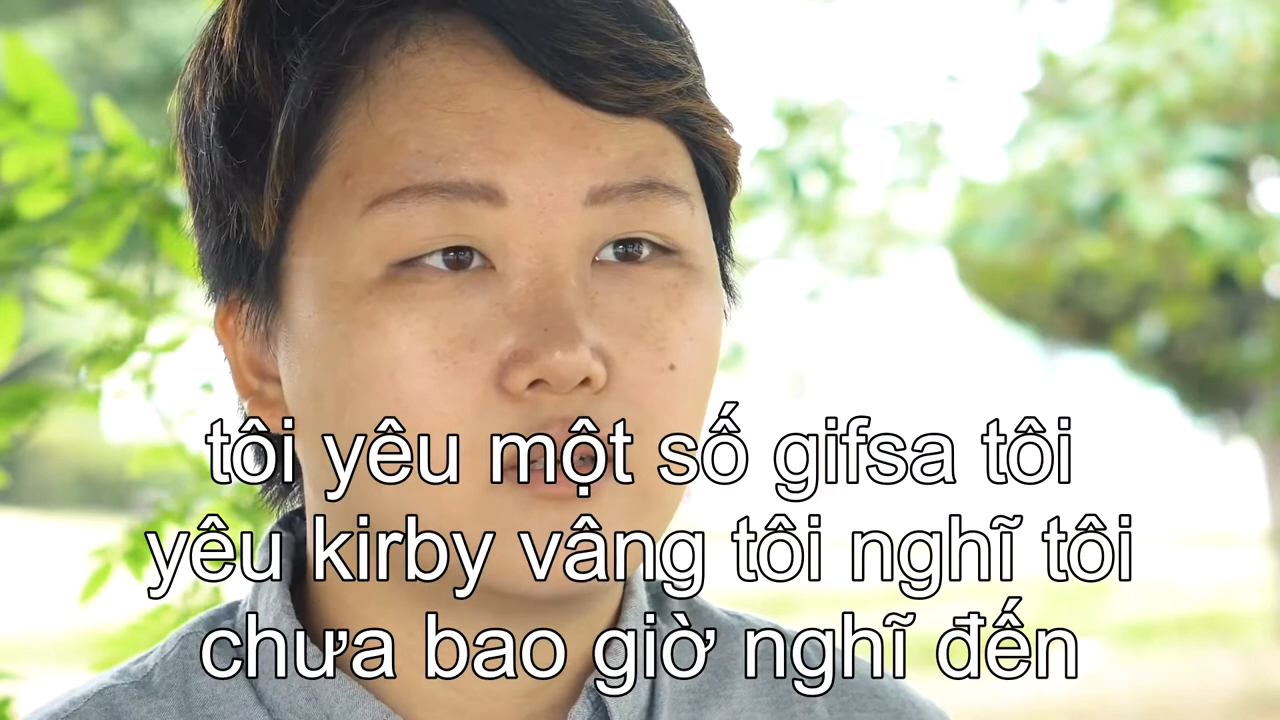 tôi yêu một số gifsa tôi
yêu kirby vâng tôi nghĩ tôi
chưa bao giờ nghĩ đến